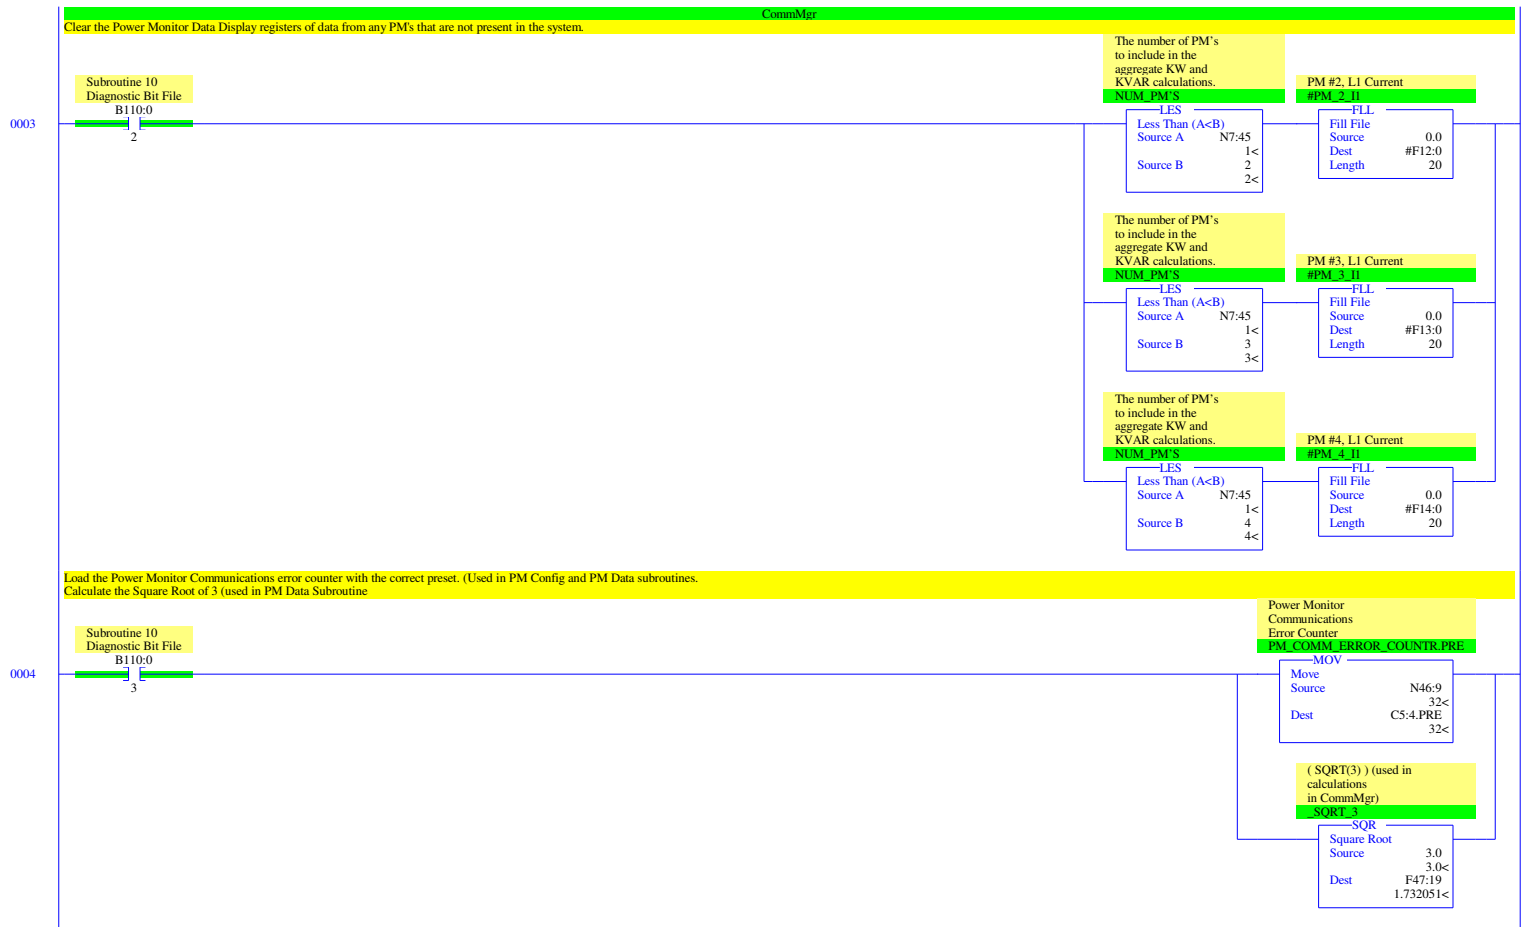 CommMgr
Clear the Power Monitor Data Display registers of data from any PM's that are not present in the system.
The number of PM's
to include in the
aggregate KW and
KVAR calculations.
NUM_PM'S
PM #2, L1 Current
#PM_2_I1
Subroutine 10
Diagnostic Bit File
B110:0
2
0003
LES
Less Than (A<B)
Source A N7:45
1<
Source B 2
2<
FLL
Fill File
Source 0.0
Dest #F12:0
Length 20
The number of PM's
to include in the
aggregate KW and
KVAR calculations.
NUM_PM'S
PM #3, L1 Current
#PM_3_I1
LES
Less Than (A<B)
Source A N7:45
1<
Source B 3
3<
FLL
Fill File
Source 0.0
Dest #F13:0
Length 20
The number of PM's
to include in the
aggregate KW and
KVAR calculations.
NUM_PM'S
PM #4, L1 Current
#PM_4_I1
LES
Less Than (A<B)
Source A N7:45
1<
Source B 4
4<
FLL
Fill File
Source 0.0
Dest #F14:0
Length 20
Load the Power Monitor Communications error counter with the correct preset. (Used in PM Config and PM Data subroutines.
Calculate the Square Root of 3 (used in PM Data Subroutine
Power Monitor
Communications
Error Counter
PM_COMM_ERROR_COUNTR.PRE
Subroutine 10
Diagnostic Bit File
B110:0
3
0004
MOV
Move
Source N46:9
32<
Dest C5:4.PRE
32<
( SQRT(3) ) (used in
calculations
in CommMgr)
_SQRT_3
SQR
Square Root
Source 3.0
3.0<
Dest F47:19
1.732051<